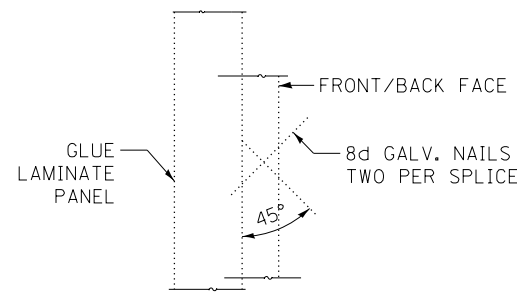 FRONT/BACK FACE
GLUE
LAMINATE
PANEL
8d GALV. NAILS
TWO PER SPLICE
45°